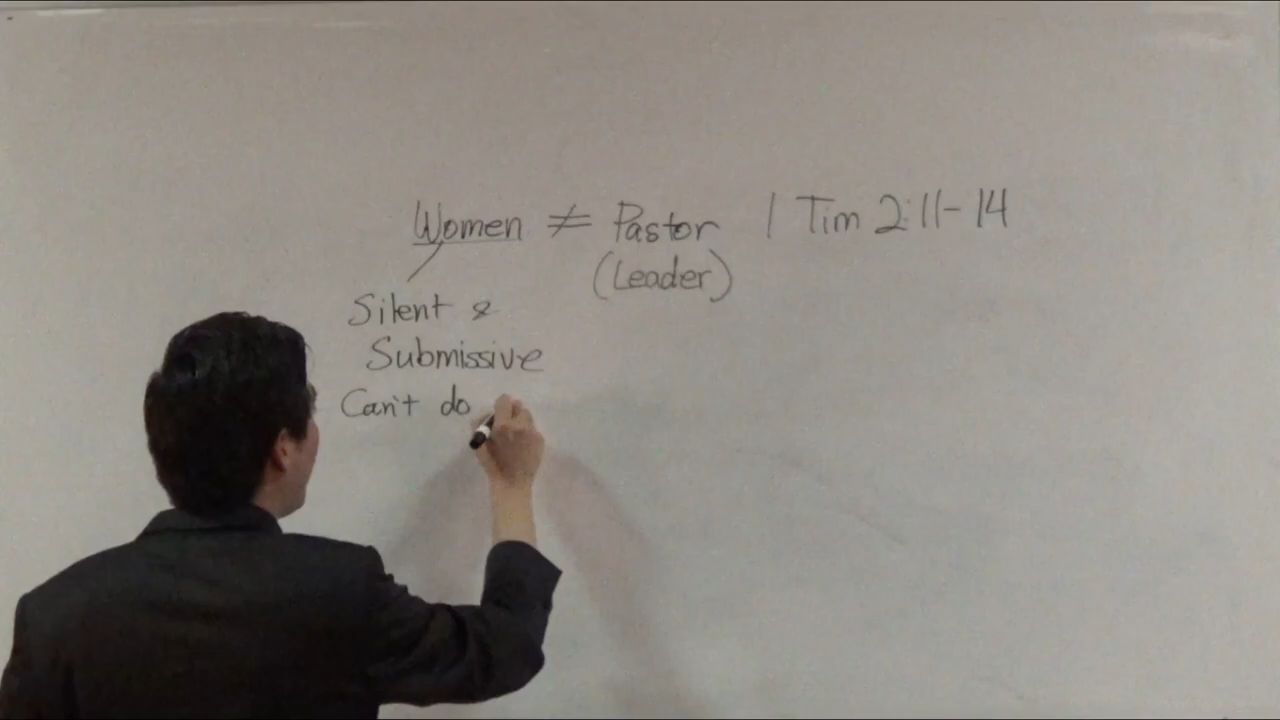 Women ≠ Pastor 1 Tim 2:11-14
(Leader)
Silent &
Submissive
Can't do